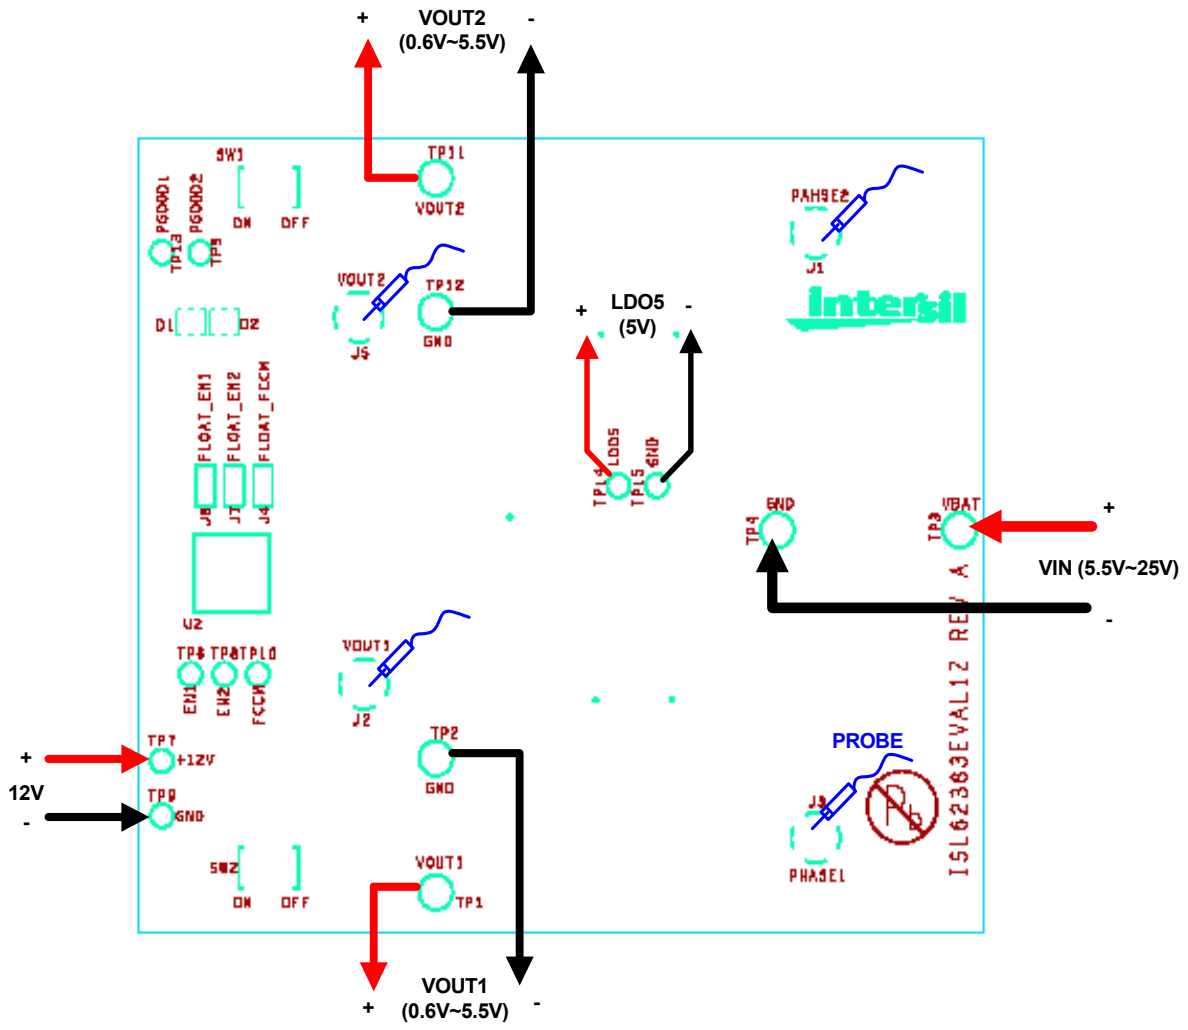 + VOUT2 -
(0.6V~5.5V)
SW1
ON OFF
PGOOD1
PGOOD2
TP13
TP5
TP11
VOUT2
PAHSE2
J1
VOUT2
J5
TP12
GND
D1
D2
intersil
+ LDO5 -
(5V)
FLOAT_EN1
FLOAT_EN2
FLOAT_FCCM
J7
J4
LDO5
GND
TP14
TP15
GND
TP4
VBAT
TP3
+
VIN (5.5V~25V)
-
U2
TP6 TP8 TP10
EN1
EN2
FCCM
VOUT1
J2
TP7
+12V
+
12V
-
TP9
GND
TP2
GND
PROBE
J3
PHASE1
Pb
ISL62383EVAL1Z REV A
SW2
ON OFF
VOUT1
TP1
+ VOUT1 -
(0.6V~5.5V)